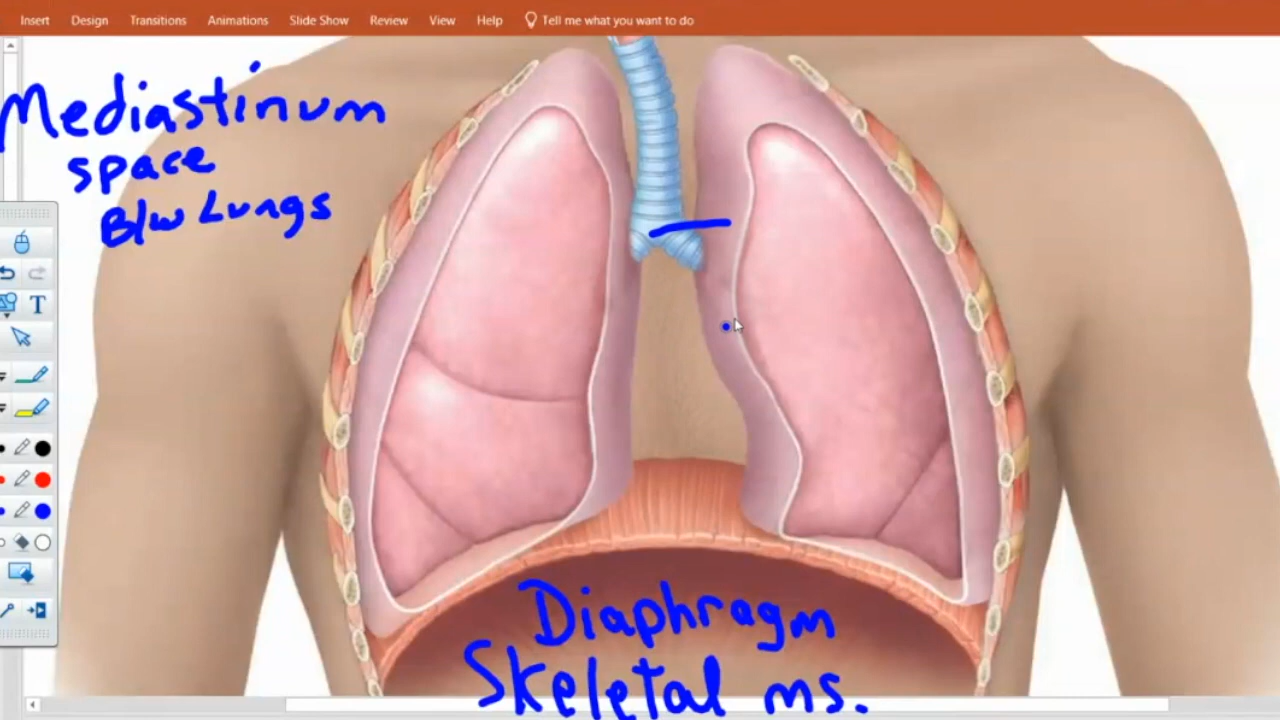 Insert Design Transitions Animations Slide Show Review View Help Tell me what you want to do
Mediastinum
space
B/w Lungs
T
Diaphragm
Skeletal ms.